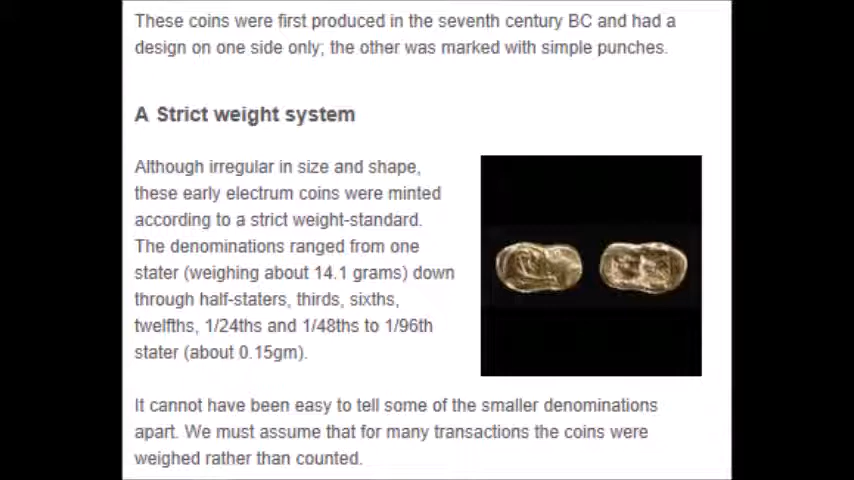 These coins were first produced in the seventh century BC and had a
design on one side only; the other was marked with simple punches.
A Strict weight system
Although irregular in size and shape,
these early electrum coins were minted
according to a strict weight-standard.
The denominations ranged from one
stater (weighing about 14.1 grams) down
through half-staters, thirds, sixths,
twelfths, 1/24ths and 1/48ths to 1/96th
stater (about 0.15gm).
It cannot have been easy to tell some of the smaller denominations
apart. We must assume that for many transactions the coins were
weighed rather than counted.